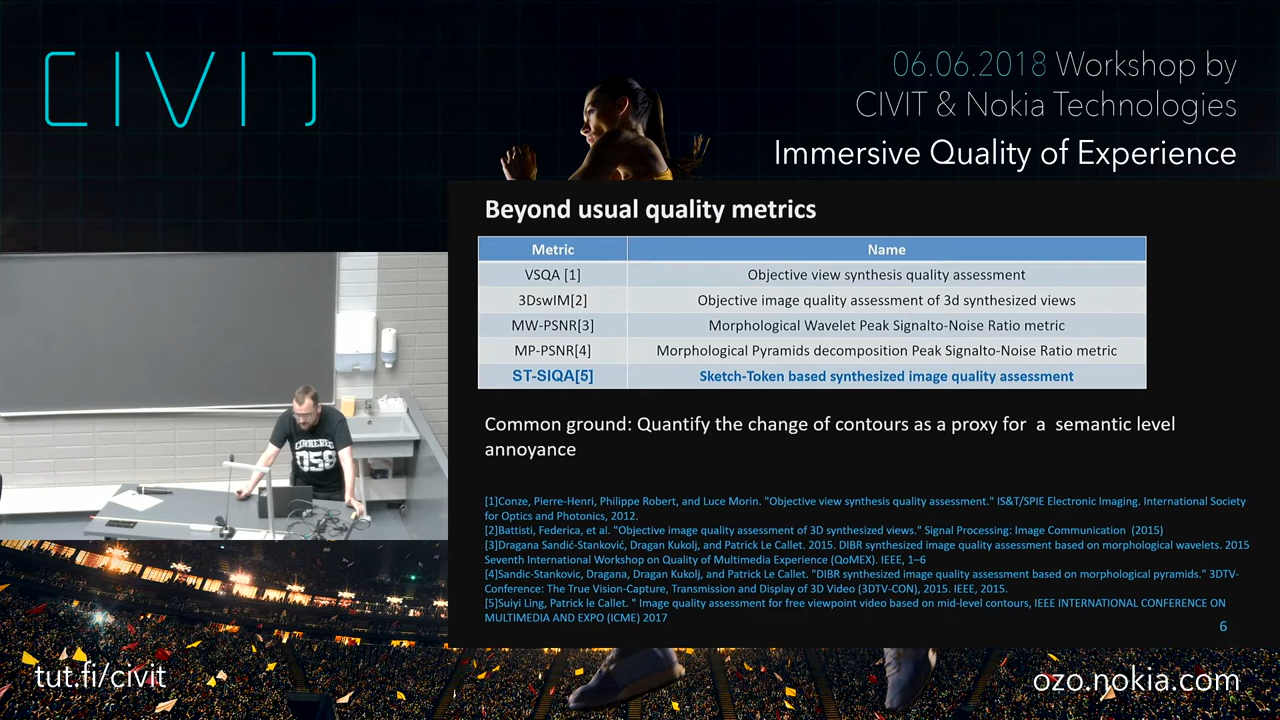 CIVIT
06.06.2018 Workshop by
CIVIT & Nokia Technologies
Immersive Quality of Experience
Beyond usual quality metrics
Metric Name
VSQA [1] Objective view synthesis quality assessment
3DswIM[2] Objective image quality assessment of 3d synthesized views
MW-PSNR[3] Morphological Wavelet Peak Signalto-Noise Ratio metric
MP-PSNR[4] Morphological Pyramids decomposition Peak Signalto-Noise Ratio metric
ST-SIQA[5] Sketch-Token based synthesized image quality assessment
Common ground: Quantify the change of contours as a proxy for a semantic level
annoyance
[1]Conze, Pierre-Henri, Philippe Robert, and Luce Morin. "Objective view synthesis quality assessment." IS&T/SPIE Electronic Imaging. International Society
for Optics and Photonics, 2012.
[2]Battisti, Federica, et al. "Objective image quality assessment of 3D synthesized views." Signal Processing: Image Communication (2015)
[3]Dragana Sandić-Stanković, Dragan Kukolj, and Patrick Le Callet. 2015. DIBR synthesized image quality assessment based on morphological wavelets. 2015
Seventh International Workshop on Quality of Multimedia Experience (QoMEX). IEEE, 1–6
[4]Sandic-Stankovic, Dragana, Dragan Kukolj, and Patrick Le Callet. "DIBR synthesized image quality assessment based on morphological pyramids." 3DTV-
Conference: The True Vision-Capture, Transmission and Display of 3D Video (3DTV-CON), 2015. IEEE, 2015.
[5]Suiyi Ling, Patrick le Callet. " Image quality assessment for free viewpoint video based on mid-level contours, IEEE INTERNATIONAL CONFERENCE ON
MULTIMEDIA AND EXPO (ICME) 2017
6
059
tut.fi/civit
ozo.nokia.com